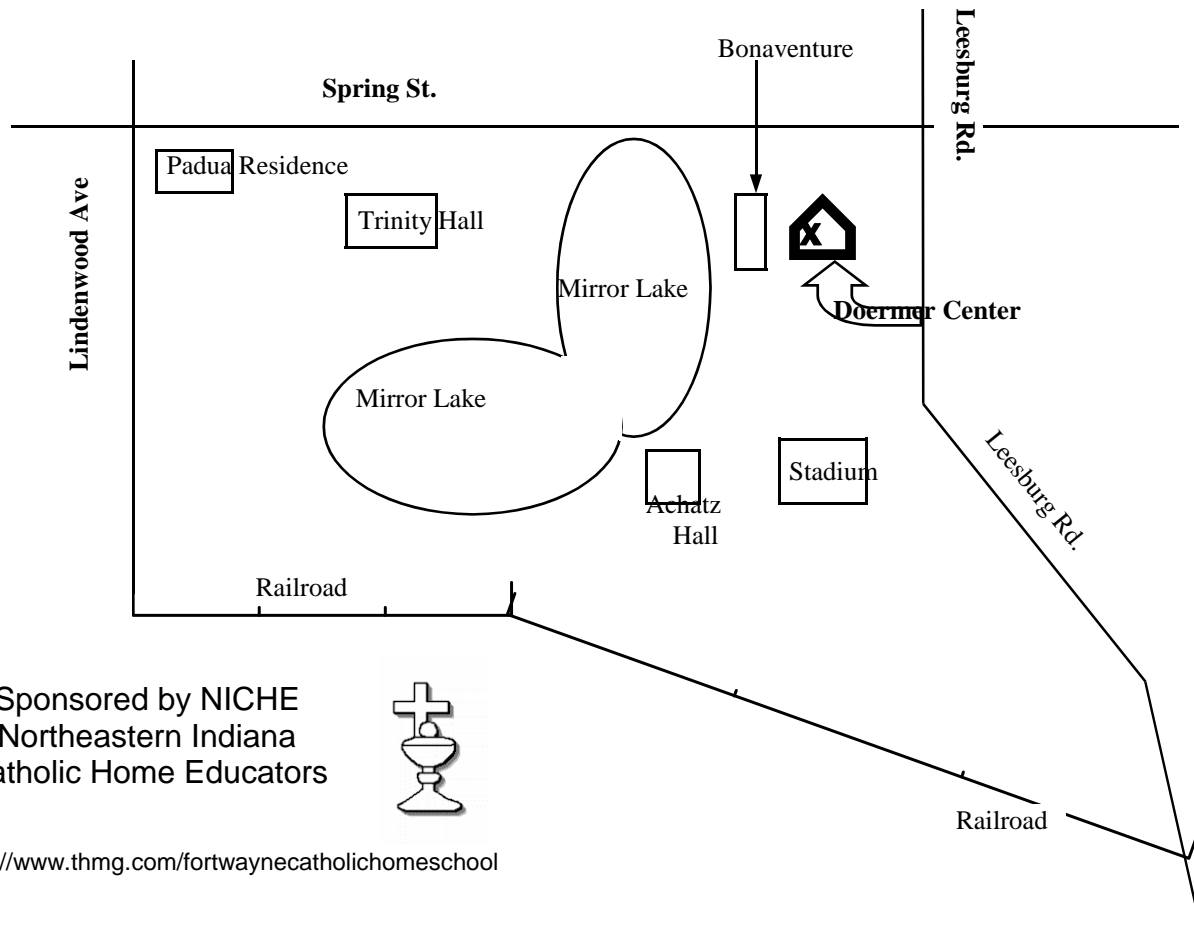 Bonaventure
Leesburg Rd.
Spring St.
Padua Residence
Trinity Hall
Lindenwood Ave
x
Mirror Lake
Doermer Center
Mirror Lake
Leesburg Rd.
Stadium
Achatz
Hall
Railroad
Sponsored by NICHE
Northeastern Indiana
atholic Home Educators
Railroad
//www.thmg.com/fortwaynecatholichomeschool